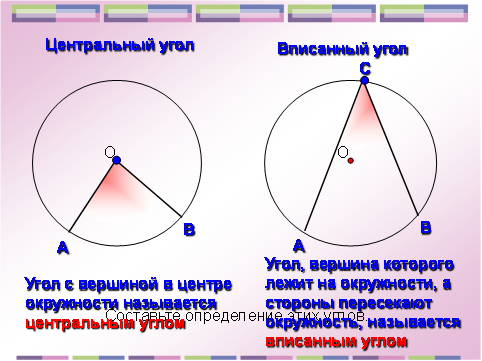 Центральный угол
Вписанный угол
C
O
O
A
B
A
B
Угол с вершиной в центре
окружности называется
центральным углом
Угол, вершина которого
лежит на окружности, а
стороны пересекают
окружность, называется
вписанным углом
Составьте определение этих углов.